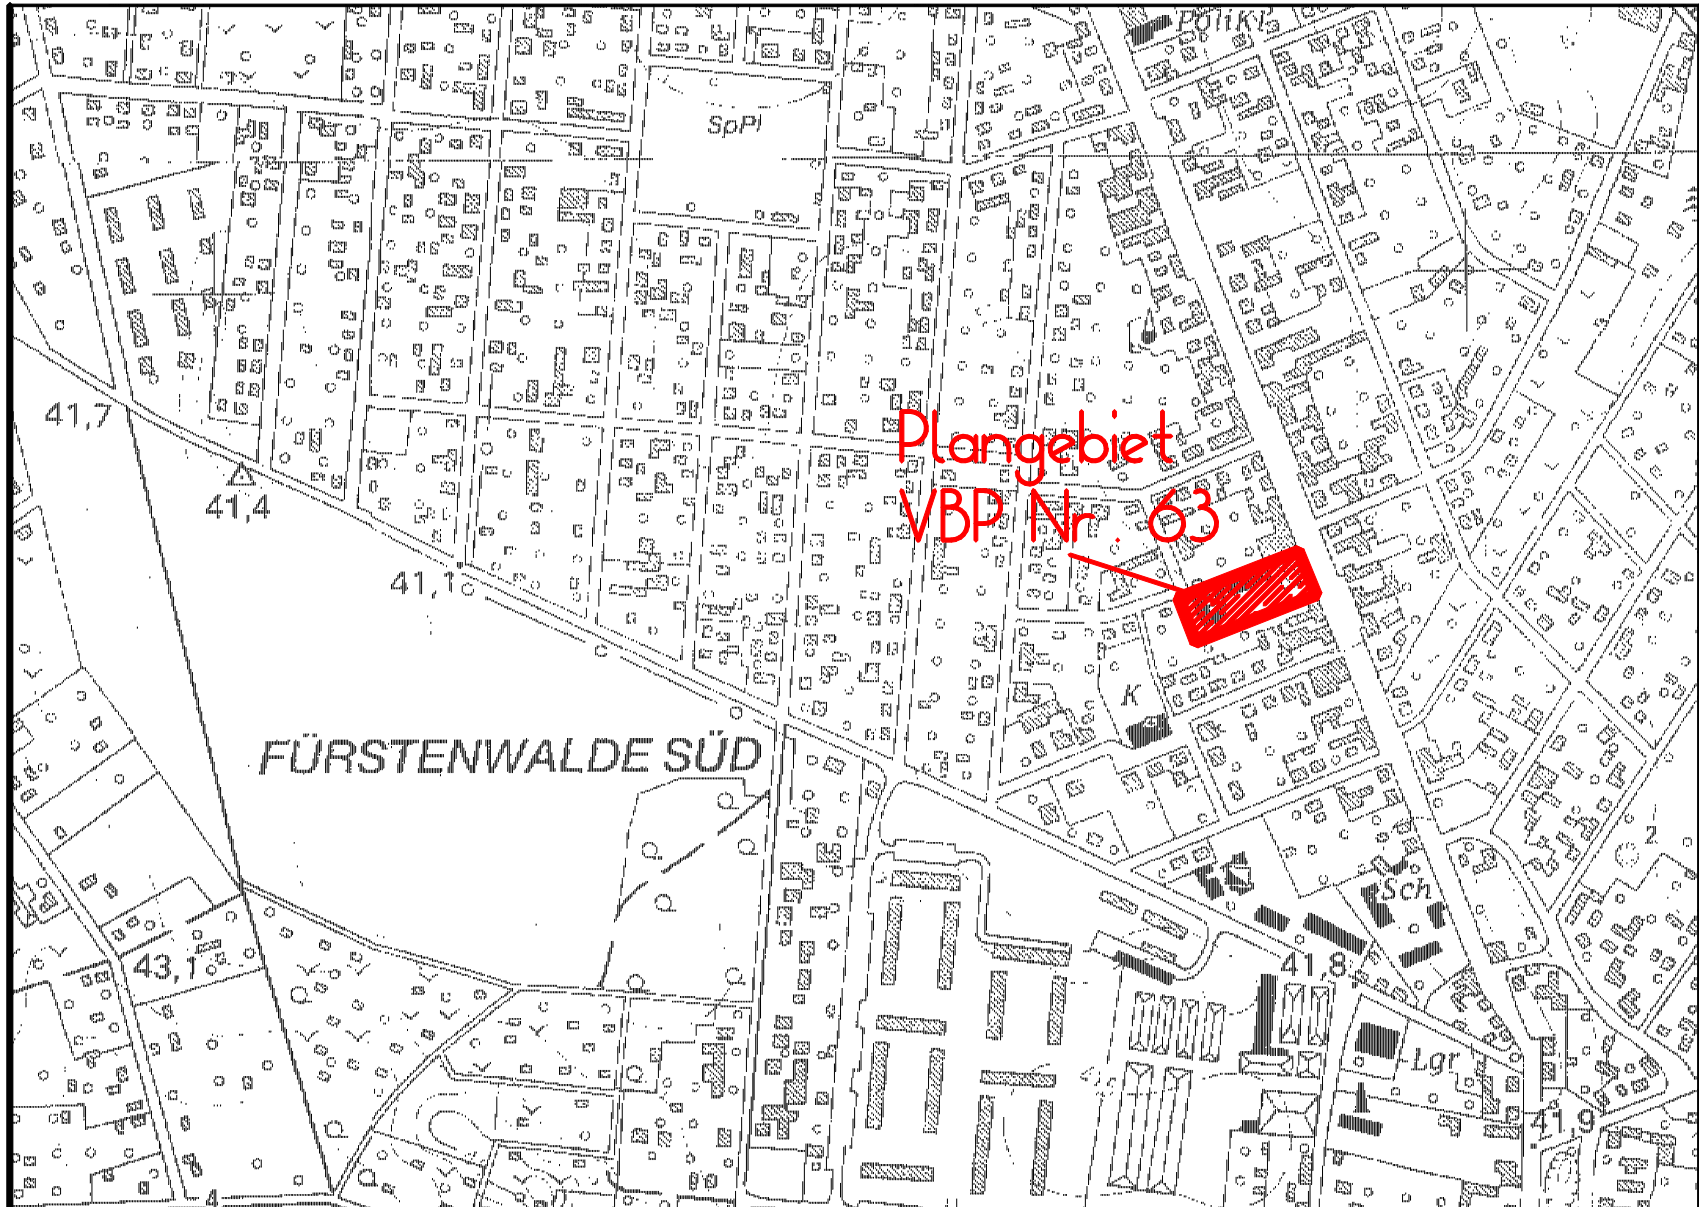 PoliKl
SpPl
41,7
Plangebiet
VBP Nr. 63
41,4
41,1
K
FÜRSTENWALDE SÜD
Sch
43,1
41,8
Lgr
41,9